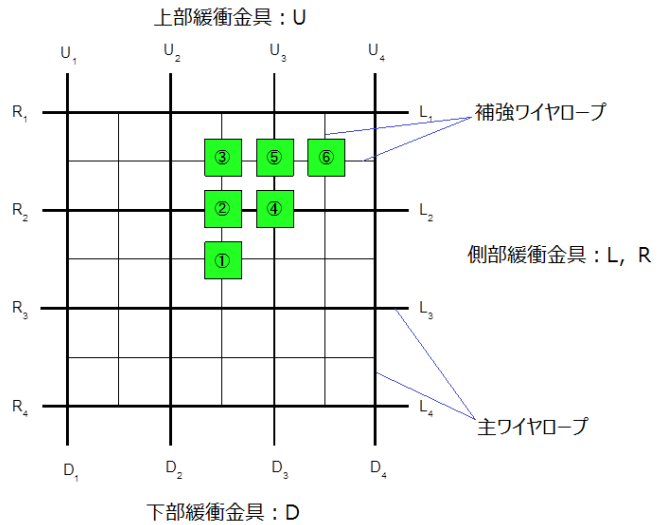 上部緩衝金具：U
U1 U2 U3 U4
R1 L1 補強ワイヤロープ
③ ⑤ ⑥
R2 ② ④ L2
① 側部緩衝金具：L, R
R3 L3
R4 L4 主ワイヤロープ
D1 D2 D3 D4
下部緩衝金具：D